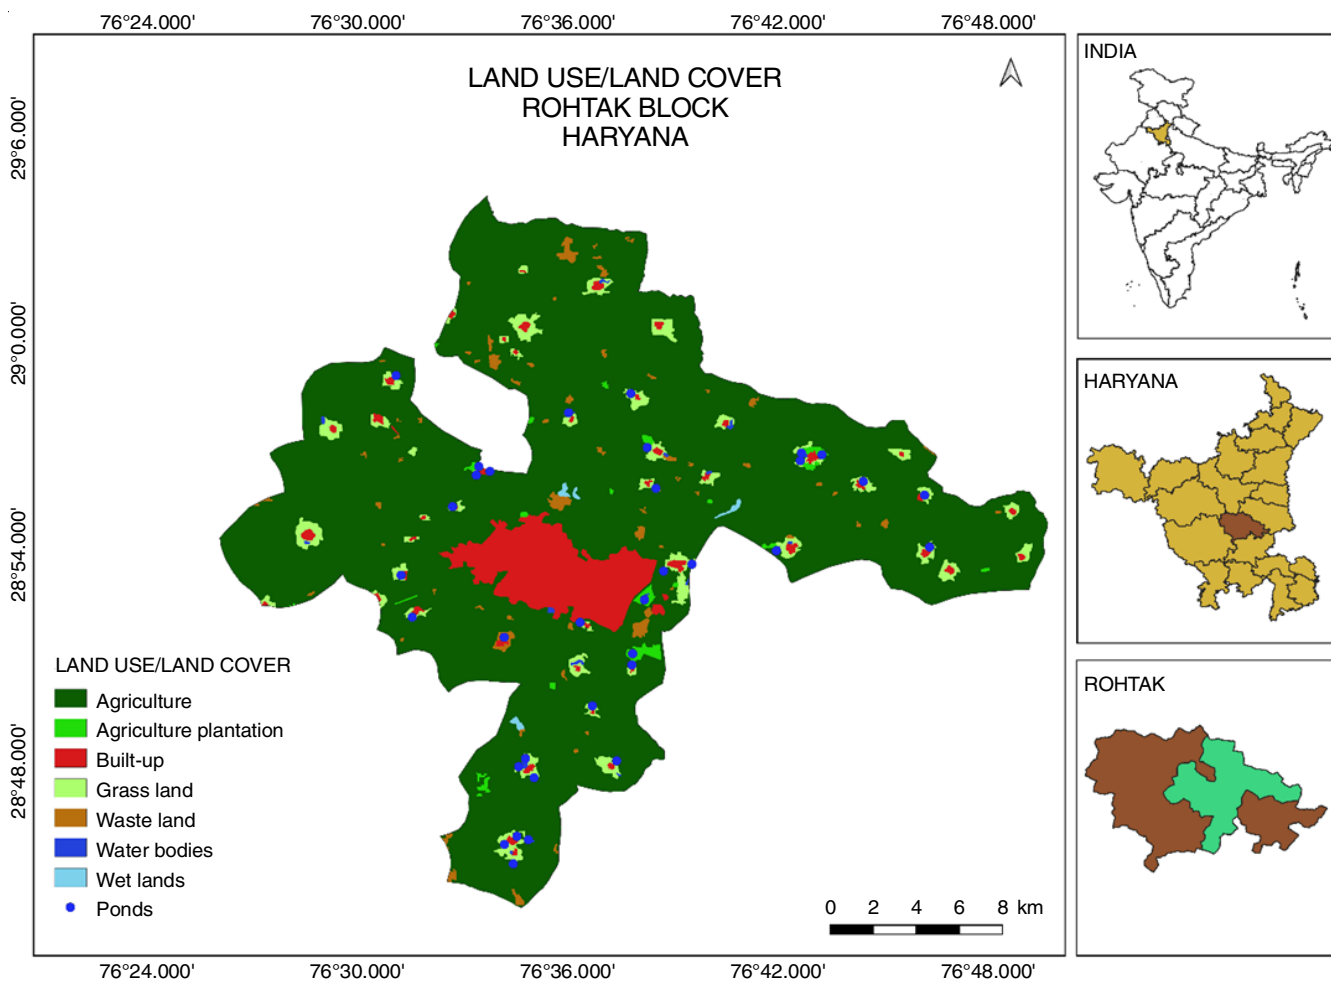 76°24.000' 76°30.000' 76°36.000' 76°42.000' 76°48.000'
LAND USE/LAND COVER
ROHTAK BLOCK
HARYANA
29°6.000'
29°0.000'
28°54.000'
28°48.000'
LAND USE/LAND COVER
Agriculture
Agriculture plantation
Built-up
Grass land
Waste land
Water bodies
Wet lands
Ponds
0 2 4 6 8 km
76°24.000' 76°30.000' 76°36.000' 76°42.000' 76°48.000'
INDIA
HARYANA
ROHTAK